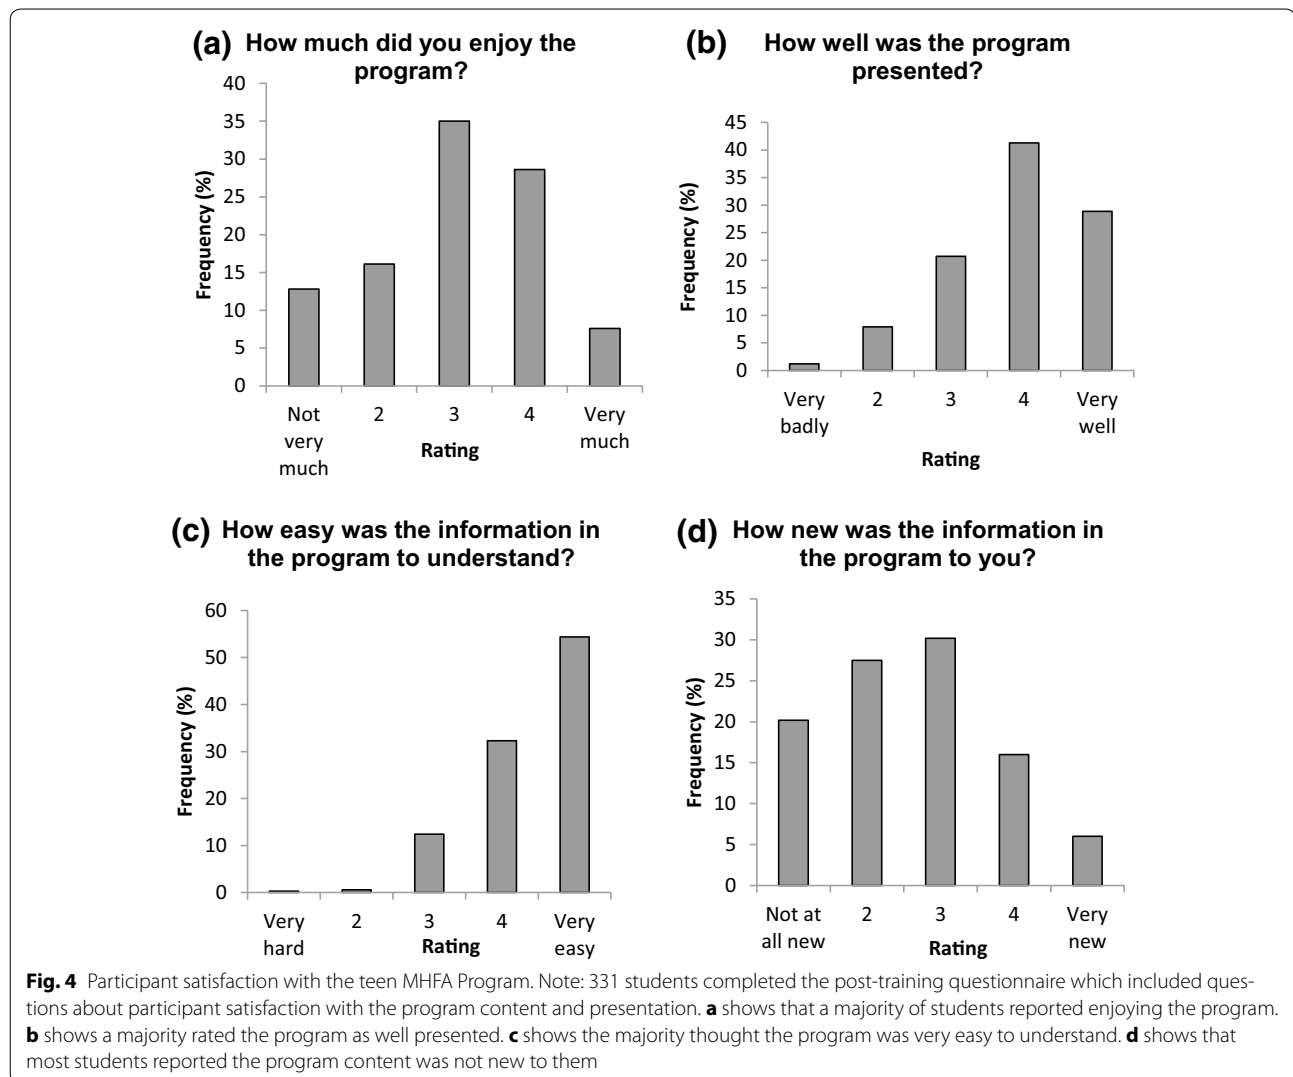 (a) How much did you enjoy the
program?
40
35
30
25
20
15
10
5
0
Frequency (%)
Not
very
much
2
3
4
Very
much
Rating
(b) How well was the program
presented?
45
40
35
30
25
20
15
10
5
0
Frequency (%)
Very
badly
2
3
4
Very
well
Rating
(c) How easy was the information in
the program to understand?
60
50
40
30
20
10
0
Frequency (%)
Very
hard
2
3
4
Very
easy
Rating
(d) How new was the information in
the program to you?
35
30
25
20
15
10
5
0
Frequency (%)
Not at
all new
2
3
4
Very
new
Rating
Fig. 4 Participant satisfaction with the teen MHFA Program. Note: 331 students completed the post-training questionnaire which included ques-
tions about participant satisfaction with the program content and presentation. a shows that a majority of students reported enjoying the program.
b shows a majority rated the program as well presented. c shows the majority thought the program was very easy to understand. d shows that
most students reported the program content was not new to them